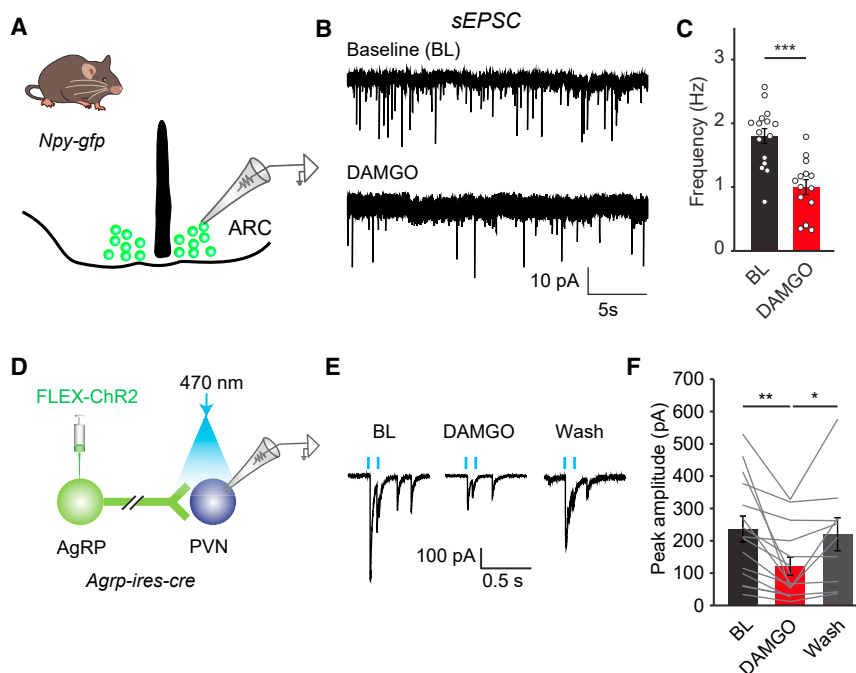 A
Npy-gfp
ARC
B
sEPSC
Baseline (BL)
DAMGO
10 pA
5s
C
Frequency (Hz)
3
2
1
0
***
BL
DAMGO
D
FLEX-ChR2
470 nm
AgRP
PVN
Agrp-ires-cre
E
BL
DAMGO
Wash
100 pA
0.5 s
F
Peak amplitude (pA)
700
600
500
400
300
200
100
0
**
*
BL
DAMGO
Wash